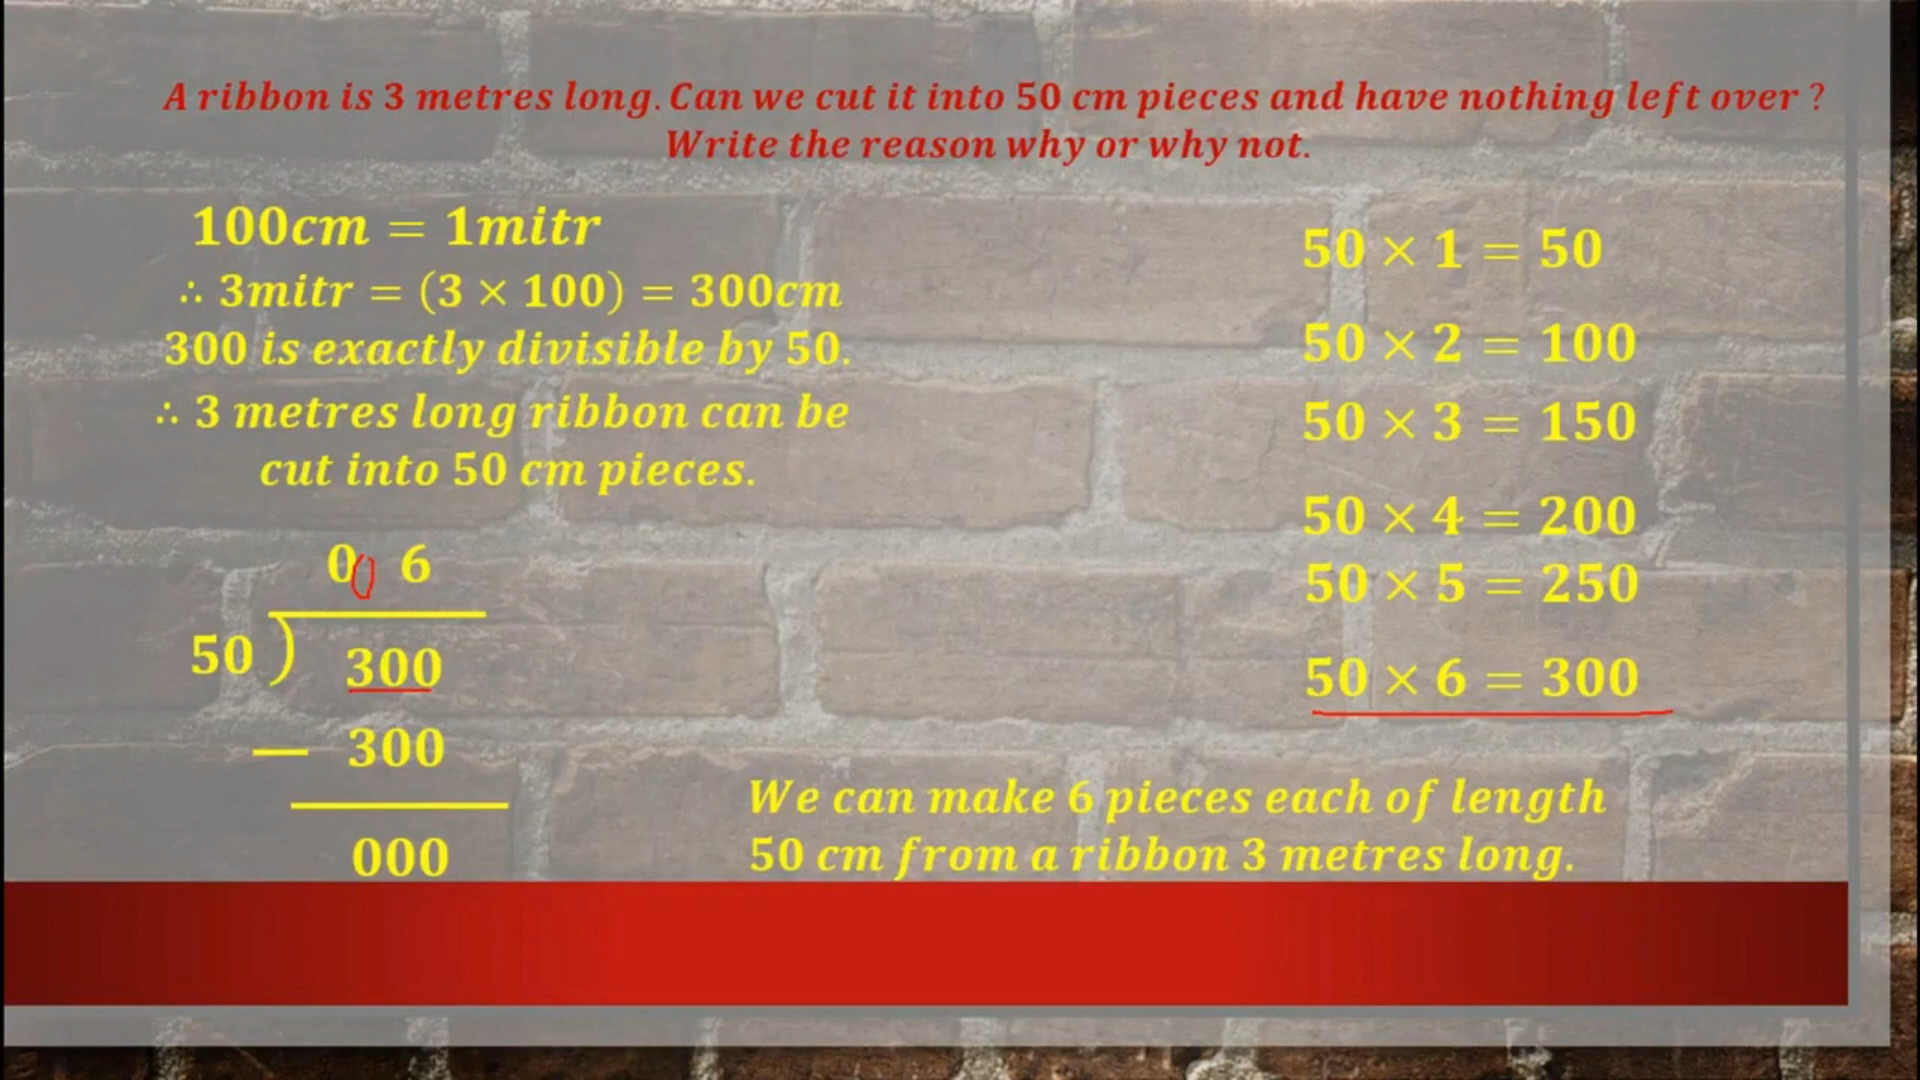 A ribbon is 3 metres long. Can we cut it into 50 cm pieces and have nothing left over ?
Write the reason why or why not.
100cm = 1mitr
∴ 3mitr = (3 × 100) = 300cm
300 is exactly divisible by 50.
∴ 3 metres long ribbon can be
cut into 50 cm pieces.
0 0 6
50 ) 300
— 300
000
50 × 1 = 50
50 × 2 = 100
50 × 3 = 150
50 × 4 = 200
50 × 5 = 250
50 × 6 = 300
We can make 6 pieces each of length
50 cm from a ribbon 3 metres long.